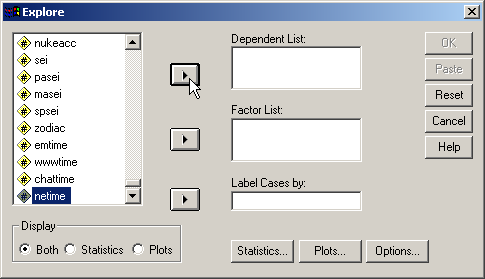 Explore
nukeacc
sei
pasei
masei
spsei
zodiac
emtime
wwwtime
chattime
netime
Dependent List:
Factor List:
Label Cases by:
OK
Paste
Reset
Cancel
Help
Display
Both Statistics Plots
Statistics... Plots... Options...